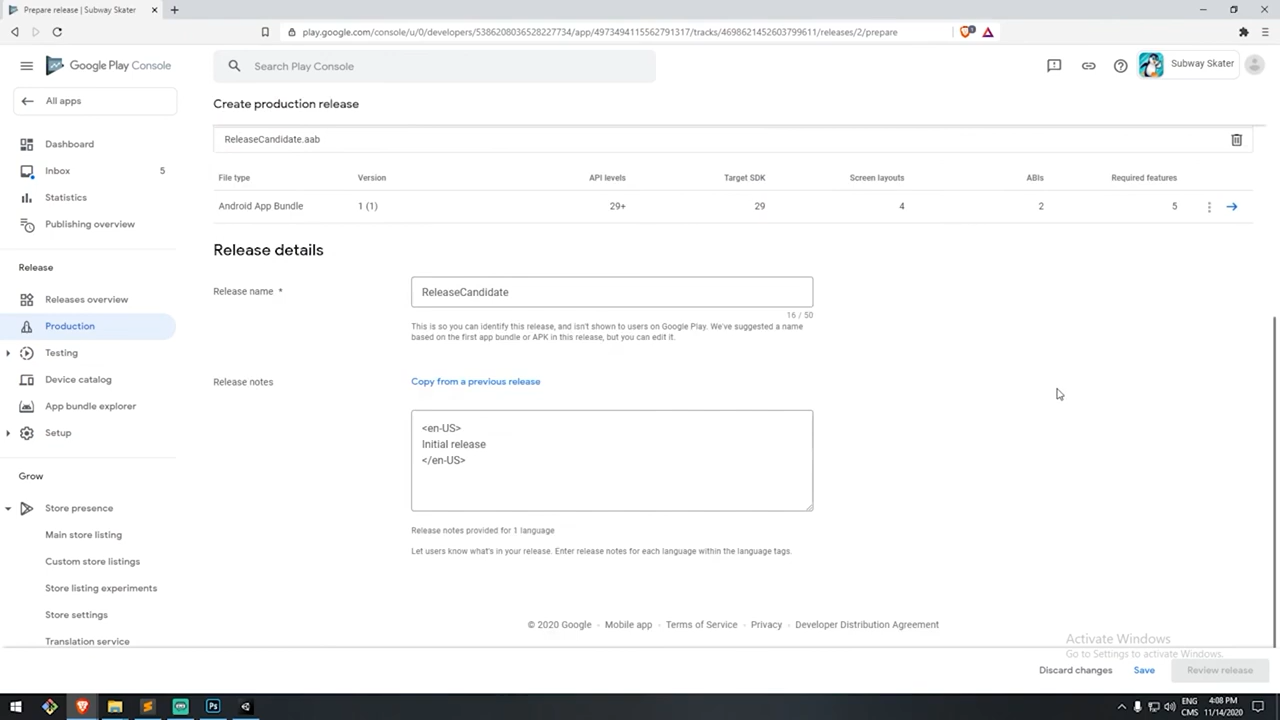 Prepare release | Subway Skater
play.google.com/console/u/0/developers/5386208036528227734/app/4973494115562791317/tracks/4698621452603799611/releases/2/prepare
Google Play Console
Search Play Console
Subway Skater
All apps
Create production release
ReleaseCandidate.aab
Dashboard
Inbox 5
Statistics
Publishing overview
Release
Releases overview
Production
Testing
Device catalog
App bundle explorer
Setup
Grow
Store presence
Main store listing
Custom store listings
Store listing experiments
Store settings
Translation service
File type Version API levels Target SDK Screen layouts ABIs Required features
Android App Bundle 1 (1) 29+ 29 4 2 5
Release details
Release name *
ReleaseCandidate
16 / 50
This is so you can identify this release, and isn't shown to users on Google Play. We've suggested a name
based on the first app bundle or APK in this release, but you can edit it.
Release notes
Copy from a previous release
<en-US>
Initial release
</en-US>
Release notes provided for 1 language
Let users know what's in your release. Enter release notes for each language within the language tags.
© 2020 Google · Mobile app · Terms of Service · Privacy · Developer Distribution Agreement
Activate Windows
Go to Settings to activate Windows.
Discard changes Save Review release
Ps
ENG
CMS
4:08 PM
11/14/2020